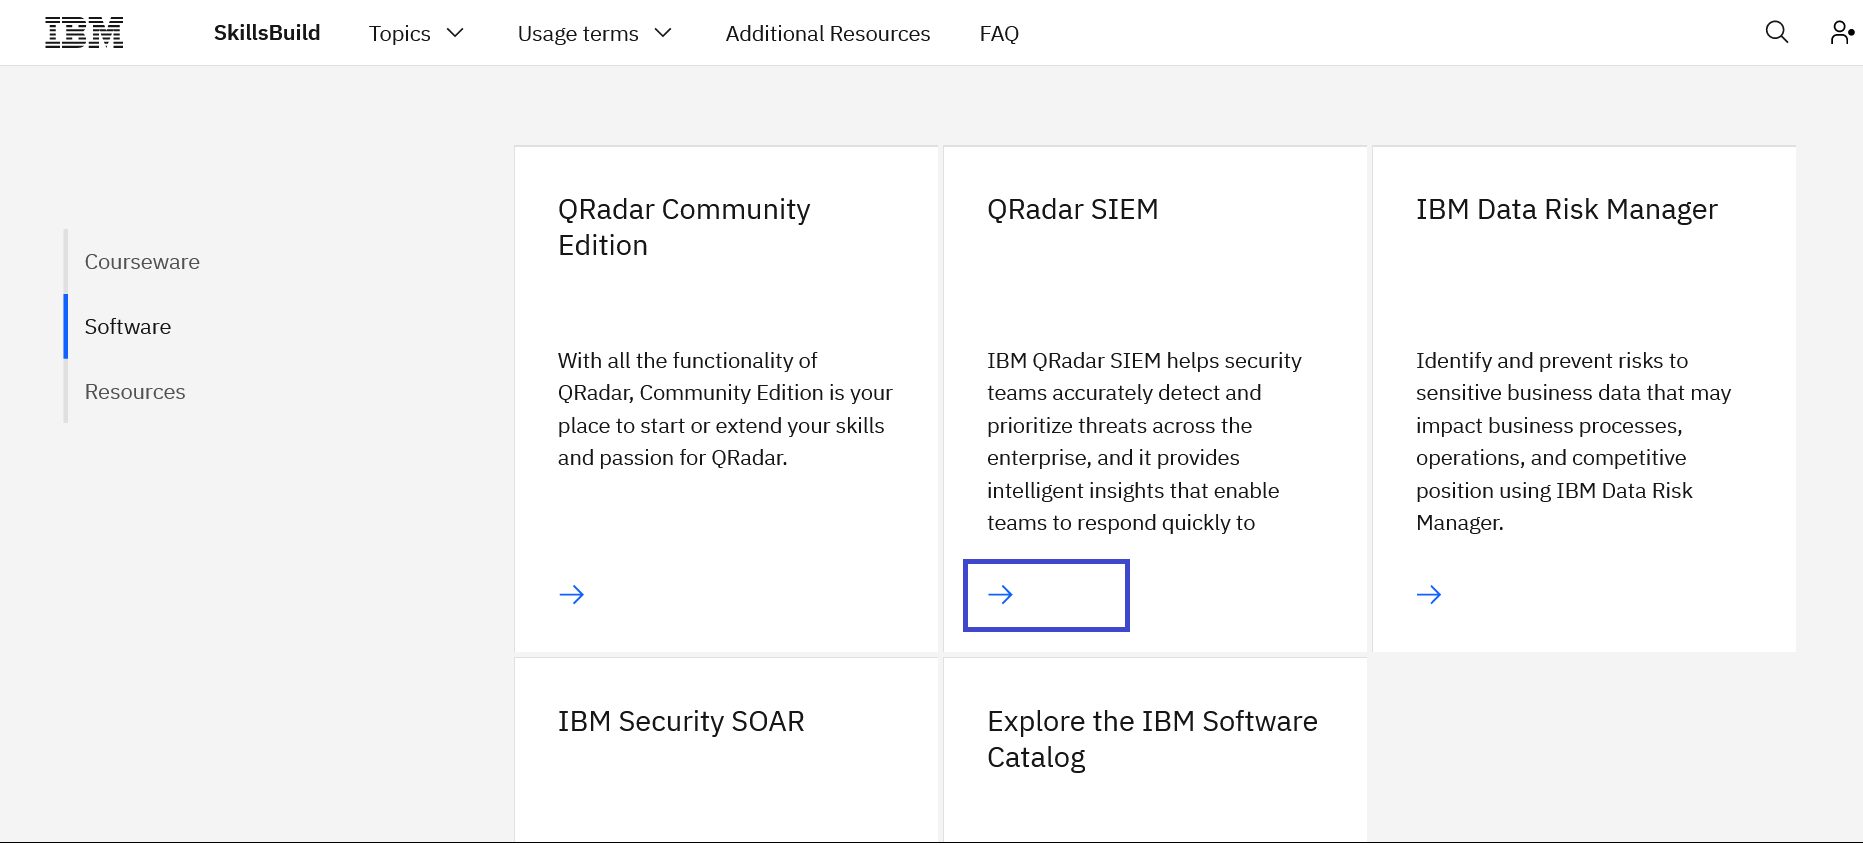 IBM SkillsBuild Topics Usage terms Additional Resources FAQ
Courseware
Software
Resources
QRadar Community
Edition
With all the functionality of
QRadar, Community Edition is your
place to start or extend your skills
and passion for QRadar.
QRadar SIEM
IBM QRadar SIEM helps security
teams accurately detect and
prioritize threats across the
enterprise, and it provides
intelligent insights that enable
teams to respond quickly to
IBM Data Risk Manager
Identify and prevent risks to
sensitive business data that may
impact business processes,
operations, and competitive
position using IBM Data Risk
Manager.
IBM Security SOAR
Explore the IBM Software
Catalog